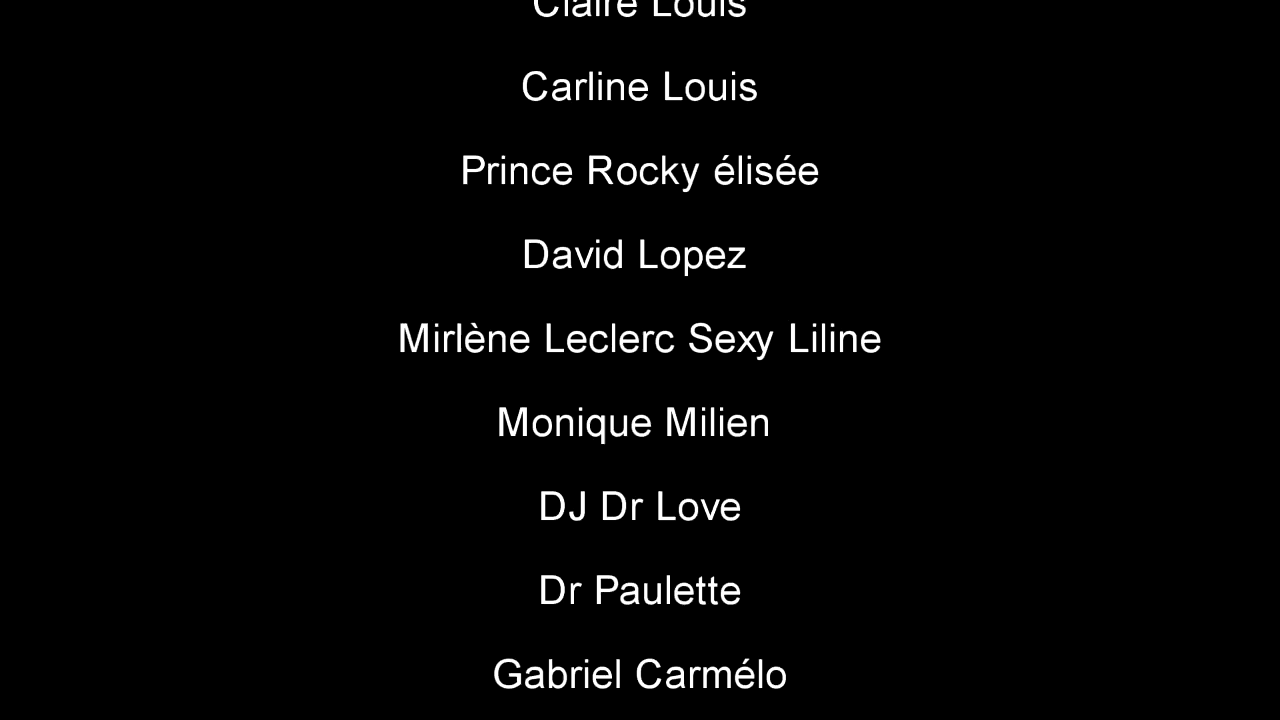 Claire Louis
Carline Louis
Prince Rocky élisée
David Lopez
Mirlène Leclerc Sexy Liline
Monique Milien
DJ Dr Love
Dr Paulette
Gabriel Carmélo